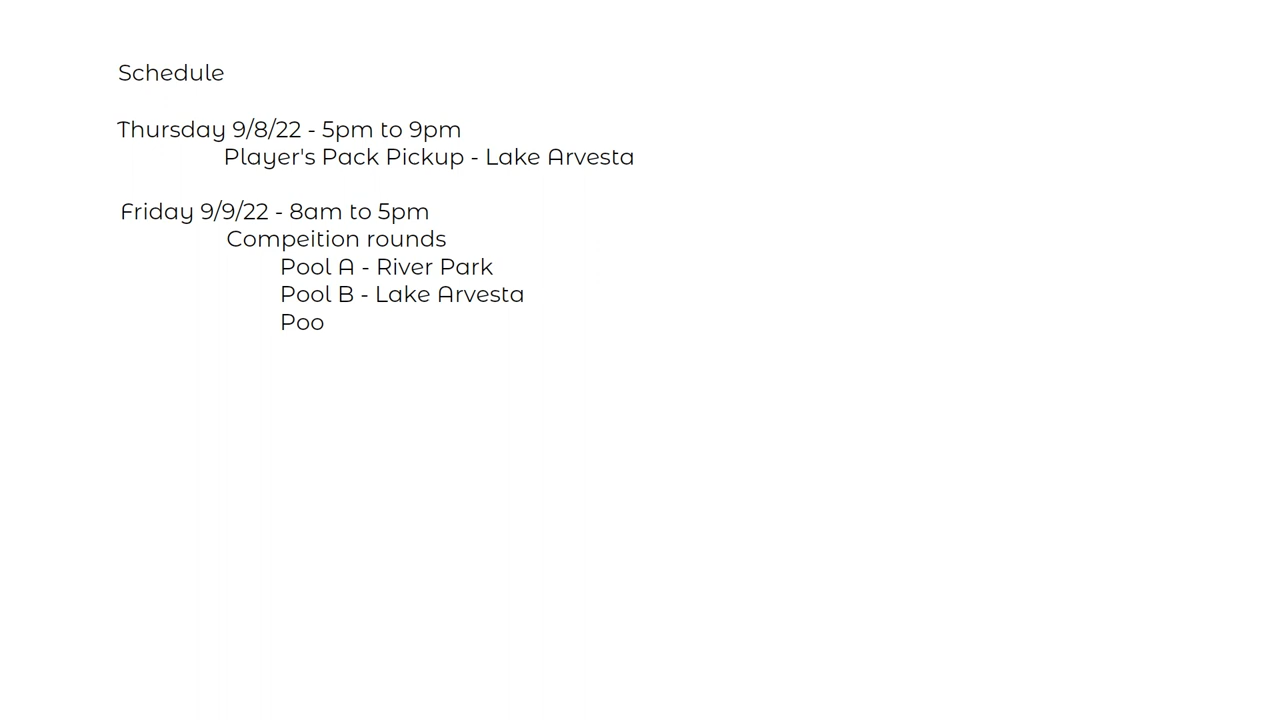 Schedule
Thursday 9/8/22 - 5pm to 9pm
Player's Pack Pickup - Lake Arvesta
Friday 9/9/22 - 8am to 5pm
Compeition rounds
Pool A - River Park
Pool B - Lake Arvesta
Poo